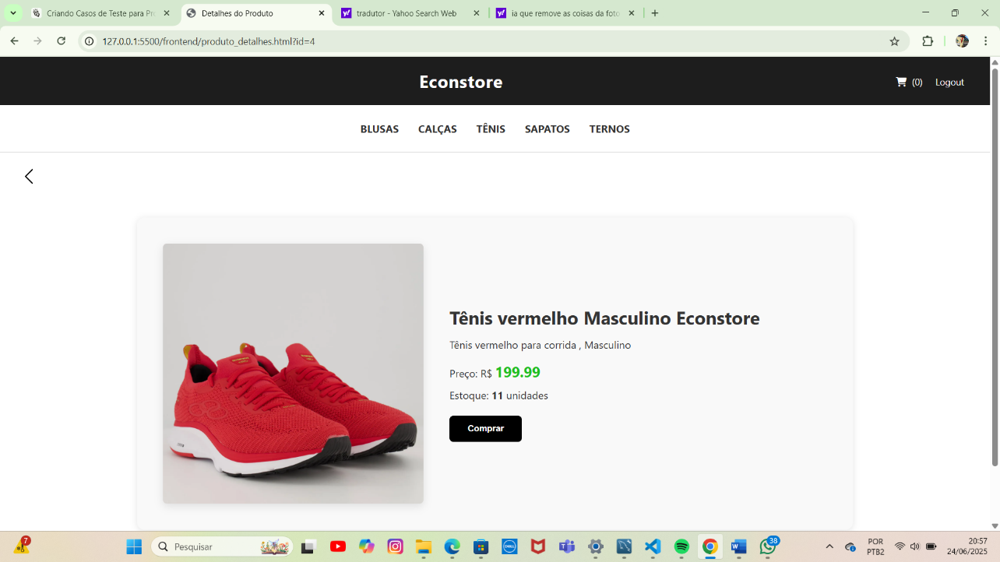 Criando Casos de Teste para Pr
Detalhes do Produto
tradutor - Yahoo Search Web
ia que remove as coisas da foto
127.0.0.1:5500/frontend/produto_detalhes.html?id=4
Econstore
(0)
Logout
BLUSAS CALÇAS TÊNIS SAPATOS TERNOS
Tênis vermelho Masculino Econstore
Tênis vermelho para corrida , Masculino
Preço: R$ 199.99
Estoque: 11 unidades
Comprar
7
Pesquisar
DELL
38
POR
PTB2
20:57
24/06/2025